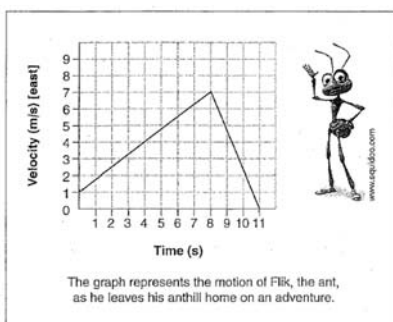 Velocity (m/s) [east]
9
8
7
6
5
4
3
2
1
0
1 2 3 4 5 6 7 8 9 10 11
Time (s)
www.squidoo.com
The graph represents the motion of Flik, the ant,
as he leaves his anthill home on an adventure.